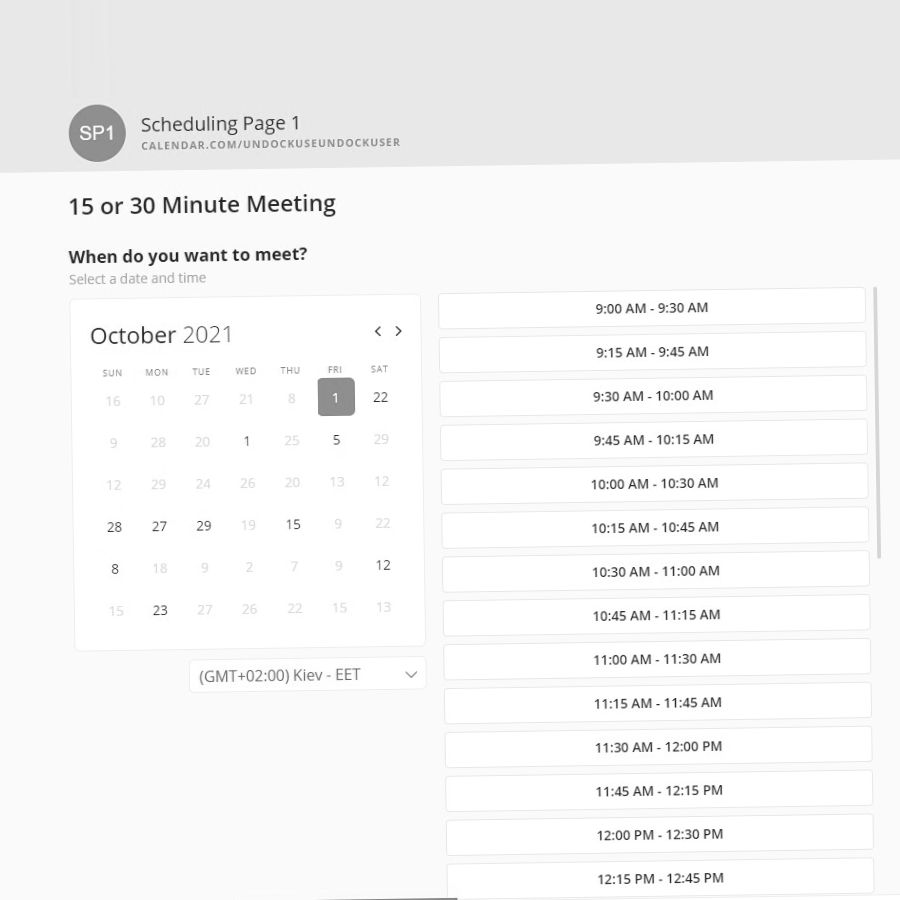 SP1
Scheduling Page 1
CALENDAR.COM/UNDOCKUSEUNDOCKUSER
15 or 30 Minute Meeting
When do you want to meet?
Select a date and time
October 2021
SUN MON TUE WED THU FRI SAT
16 10 27 21 8 1 22
9 28 20 1 25 5 29
12 29 24 26 20 13 12
28 27 29 19 15 9 22
8 18 9 2 7 9 12
15 23 27 26 22 15 13
(GMT+02:00) Kiev - EET
9:00 AM - 9:30 AM
9:15 AM - 9:45 AM
9:30 AM - 10:00 AM
9:45 AM - 10:15 AM
10:00 AM - 10:30 AM
10:15 AM - 10:45 AM
10:30 AM - 11:00 AM
10:45 AM - 11:15 AM
11:00 AM - 11:30 AM
11:15 AM - 11:45 AM
11:30 AM - 12:00 PM
11:45 AM - 12:15 PM
12:00 PM - 12:30 PM
12:15 PM - 12:45 PM